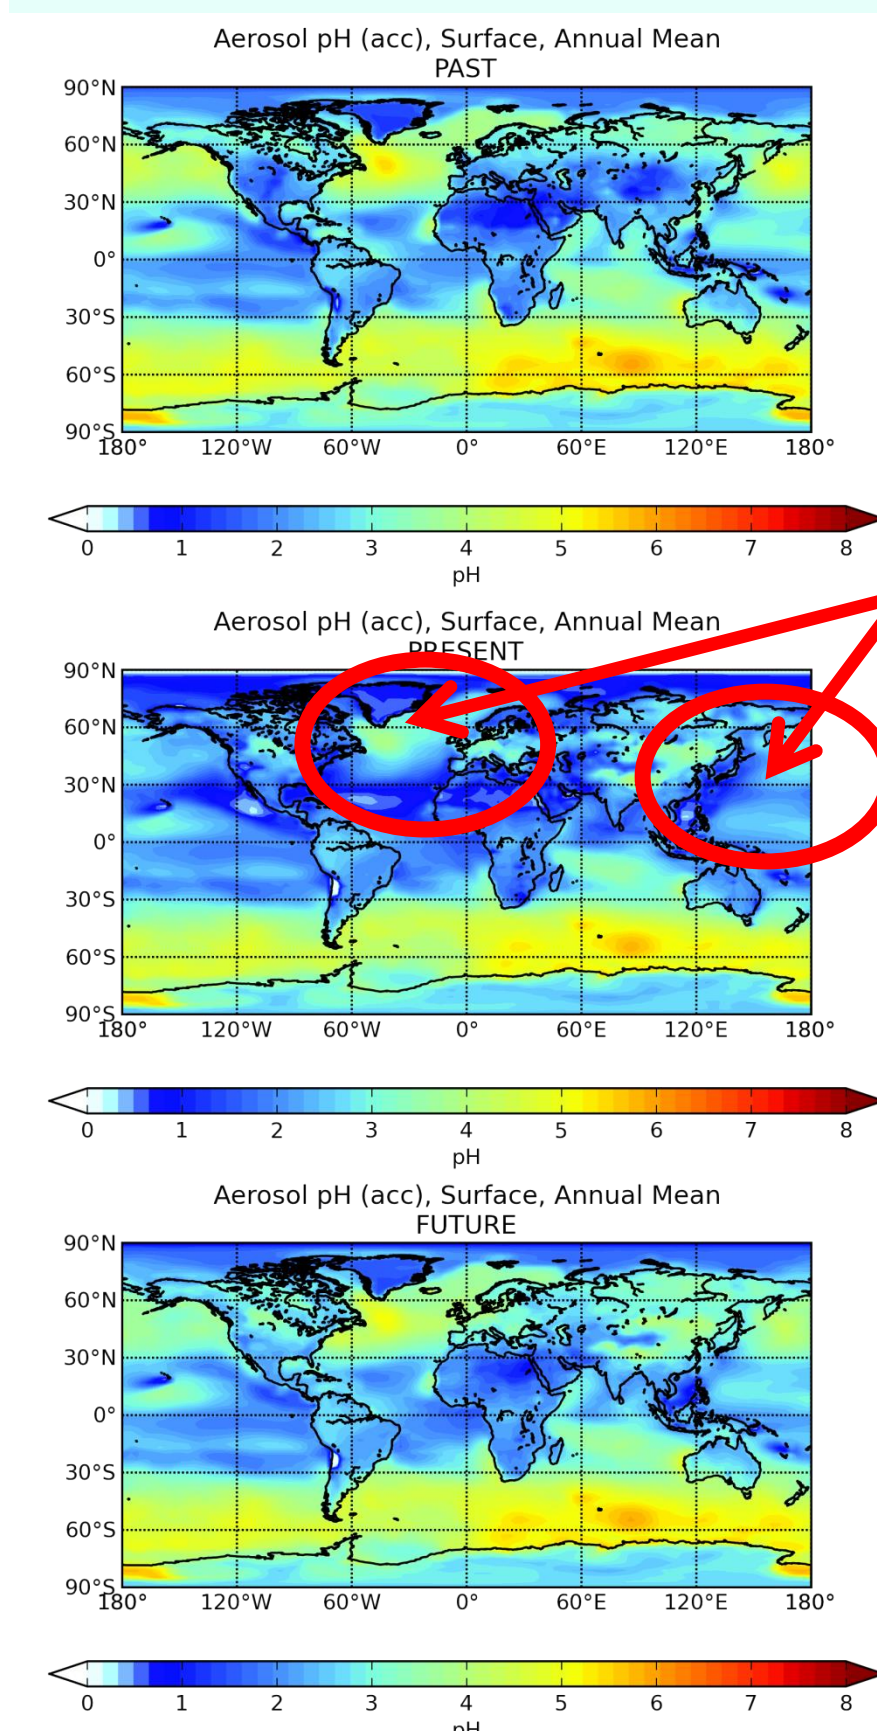 Aerosol pH (acc), Surface, Annual Mean
PAST
90°N
60°N
30°N
0°
30°S
60°S
90°S
180° 120°W 60°W 0° 60°E 120°E 180°
0 1 2 3 4 5 6 7 8
pH
Aerosol pH (acc), Surface, Annual Mean
PRESENT
90°N
60°N
30°N
0°
30°S
60°S
90°S
180° 120°W 60°W 0° 60°E 120°E 180°
0 1 2 3 4 5 6 7 8
pH
Aerosol pH (acc), Surface, Annual Mean
FUTURE
90°N
60°N
30°N
0°
30°S
60°S
90°S
180° 120°W 60°W 0° 60°E 120°E 180°
0 1 2 3 4 5 6 7 8
pH